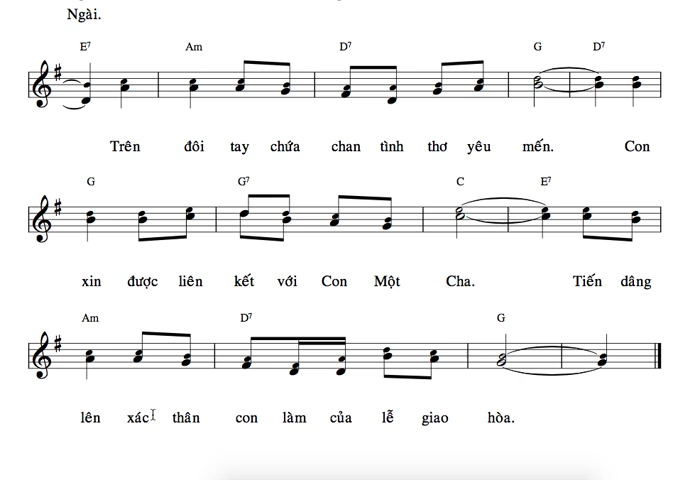 Ngài.
E7 Am D7 G D7
Trên đôi tay chứa chan tình thơ yêu mến. Con
G G7 C E7
xin được liên kết với Con Một Cha. Tiến dâng
Am D7 G
lên xác thân con làm của lễ giao hòa.